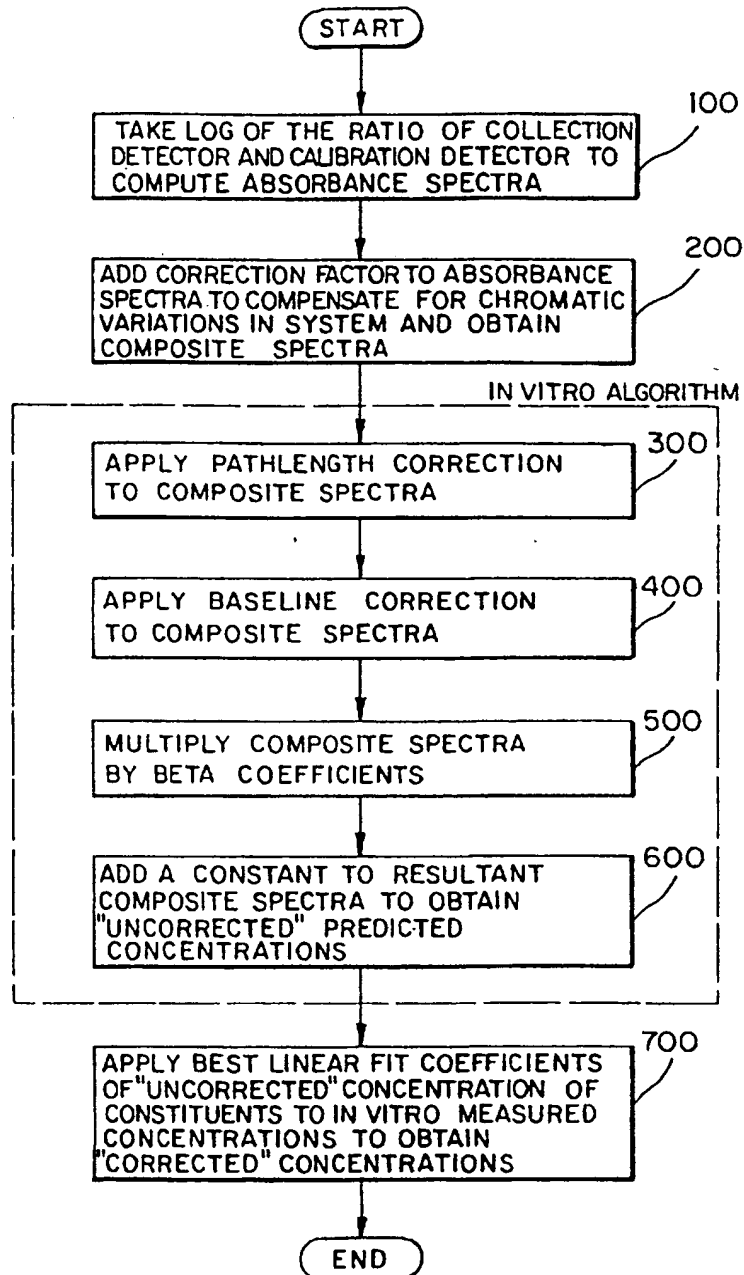 START
100
TAKE LOG OF THE RATIO OF COLLECTION
DETECTOR AND CALIBRATION DETECTOR TO
COMPUTE ABSORBANCE SPECTRA
200
ADD CORRECTION FACTOR TO ABSORBANCE
SPECTRA TO COMPENSATE FOR CHROMATIC
VARIATIONS IN SYSTEM AND OBTAIN
COMPOSITE SPECTRA
IN VITRO ALGORITHM
300
APPLY PATHLENGTH CORRECTION
TO COMPOSITE SPECTRA
400
APPLY BASELINE CORRECTION
TO COMPOSITE SPECTRA
500
MULTIPLY COMPOSITE SPECTRA
BY BETA COEFFICIENTS
600
ADD A CONSTANT TO RESULTANT
COMPOSITE SPECTRA TO OBTAIN
"UNCORRECTED" PREDICTED
CONCENTRATIONS
700
APPLY BEST LINEAR FIT COEFFICIENTS
OF "UNCORRECTED" CONCENTRATION OF
CONSTITUENTS TO IN VITRO MEASURED
CONCENTRATIONS TO OBTAIN
"CORRECTED" CONCENTRATIONS
END